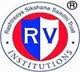 Rashtreeya Sikshana Samithi Trust
®
RV
INSTITUTIONS